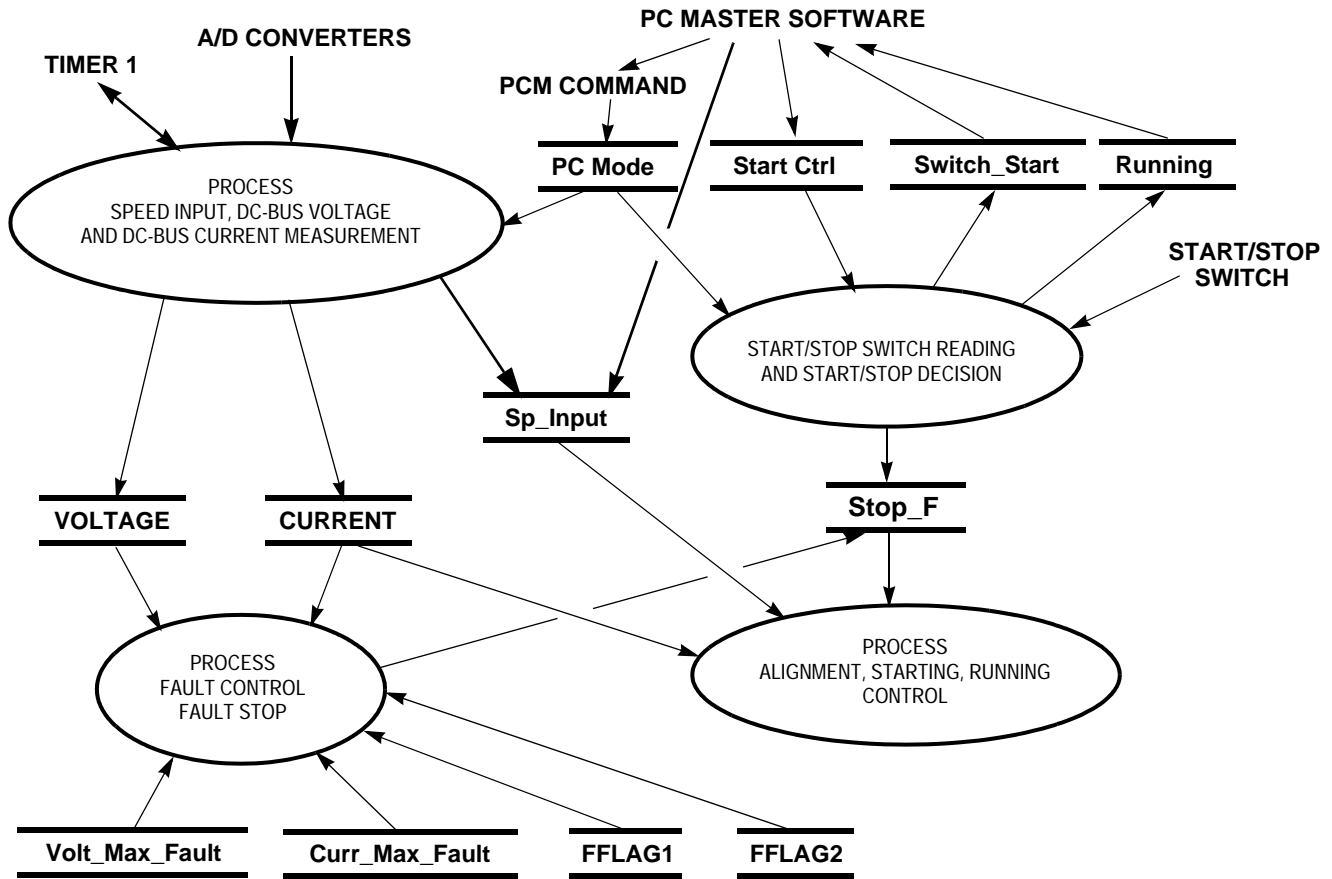 PC MASTER SOFTWARE
A/D CONVERTERS
TIMER 1
PCM COMMAND
PC Mode
Start Ctrl
Switch_Start
Running
PROCESS
SPEED INPUT, DC-BUS VOLTAGE
AND DC-BUS CURRENT MEASUREMENT
START/STOP
SWITCH
START/STOP SWITCH READING
AND START/STOP DECISION
Sp_Input
VOLTAGE
CURRENT
Stop_F
PROCESS
FAULT CONTROL
FAULT STOP
PROCESS
ALIGNMENT, STARTING, RUNNING
CONTROL
Volt_Max_Fault
Curr_Max_Fault
FFLAG1
FFLAG2